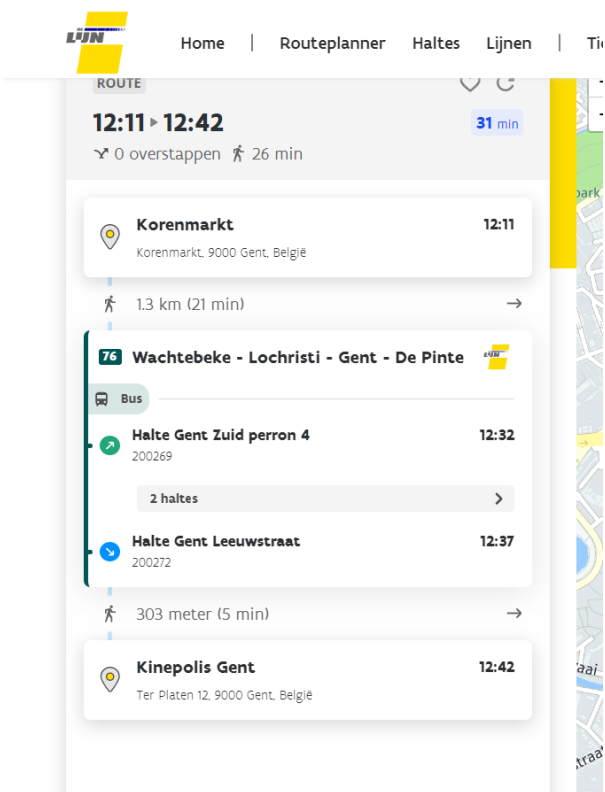 DE LIJN
Home | Routeplanner Haltes Lijnen |
ROUTE
12:11 ▸ 12:42
31 min
0 overstappen 26 min
Korenmarkt 12:11
Korenmarkt, 9000 Gent, België
1.3 km (21 min) →
76 Wachtebeke - Lochristi - Gent - De Pinte
Bus
Halte Gent Zuid perron 4 12:32
200269
2 haltes
Halte Gent Leeuwstraat 12:37
200272
303 meter (5 min) →
Kinepolis Gent 12:42
Ter Platen 12, 9000 Gent, België